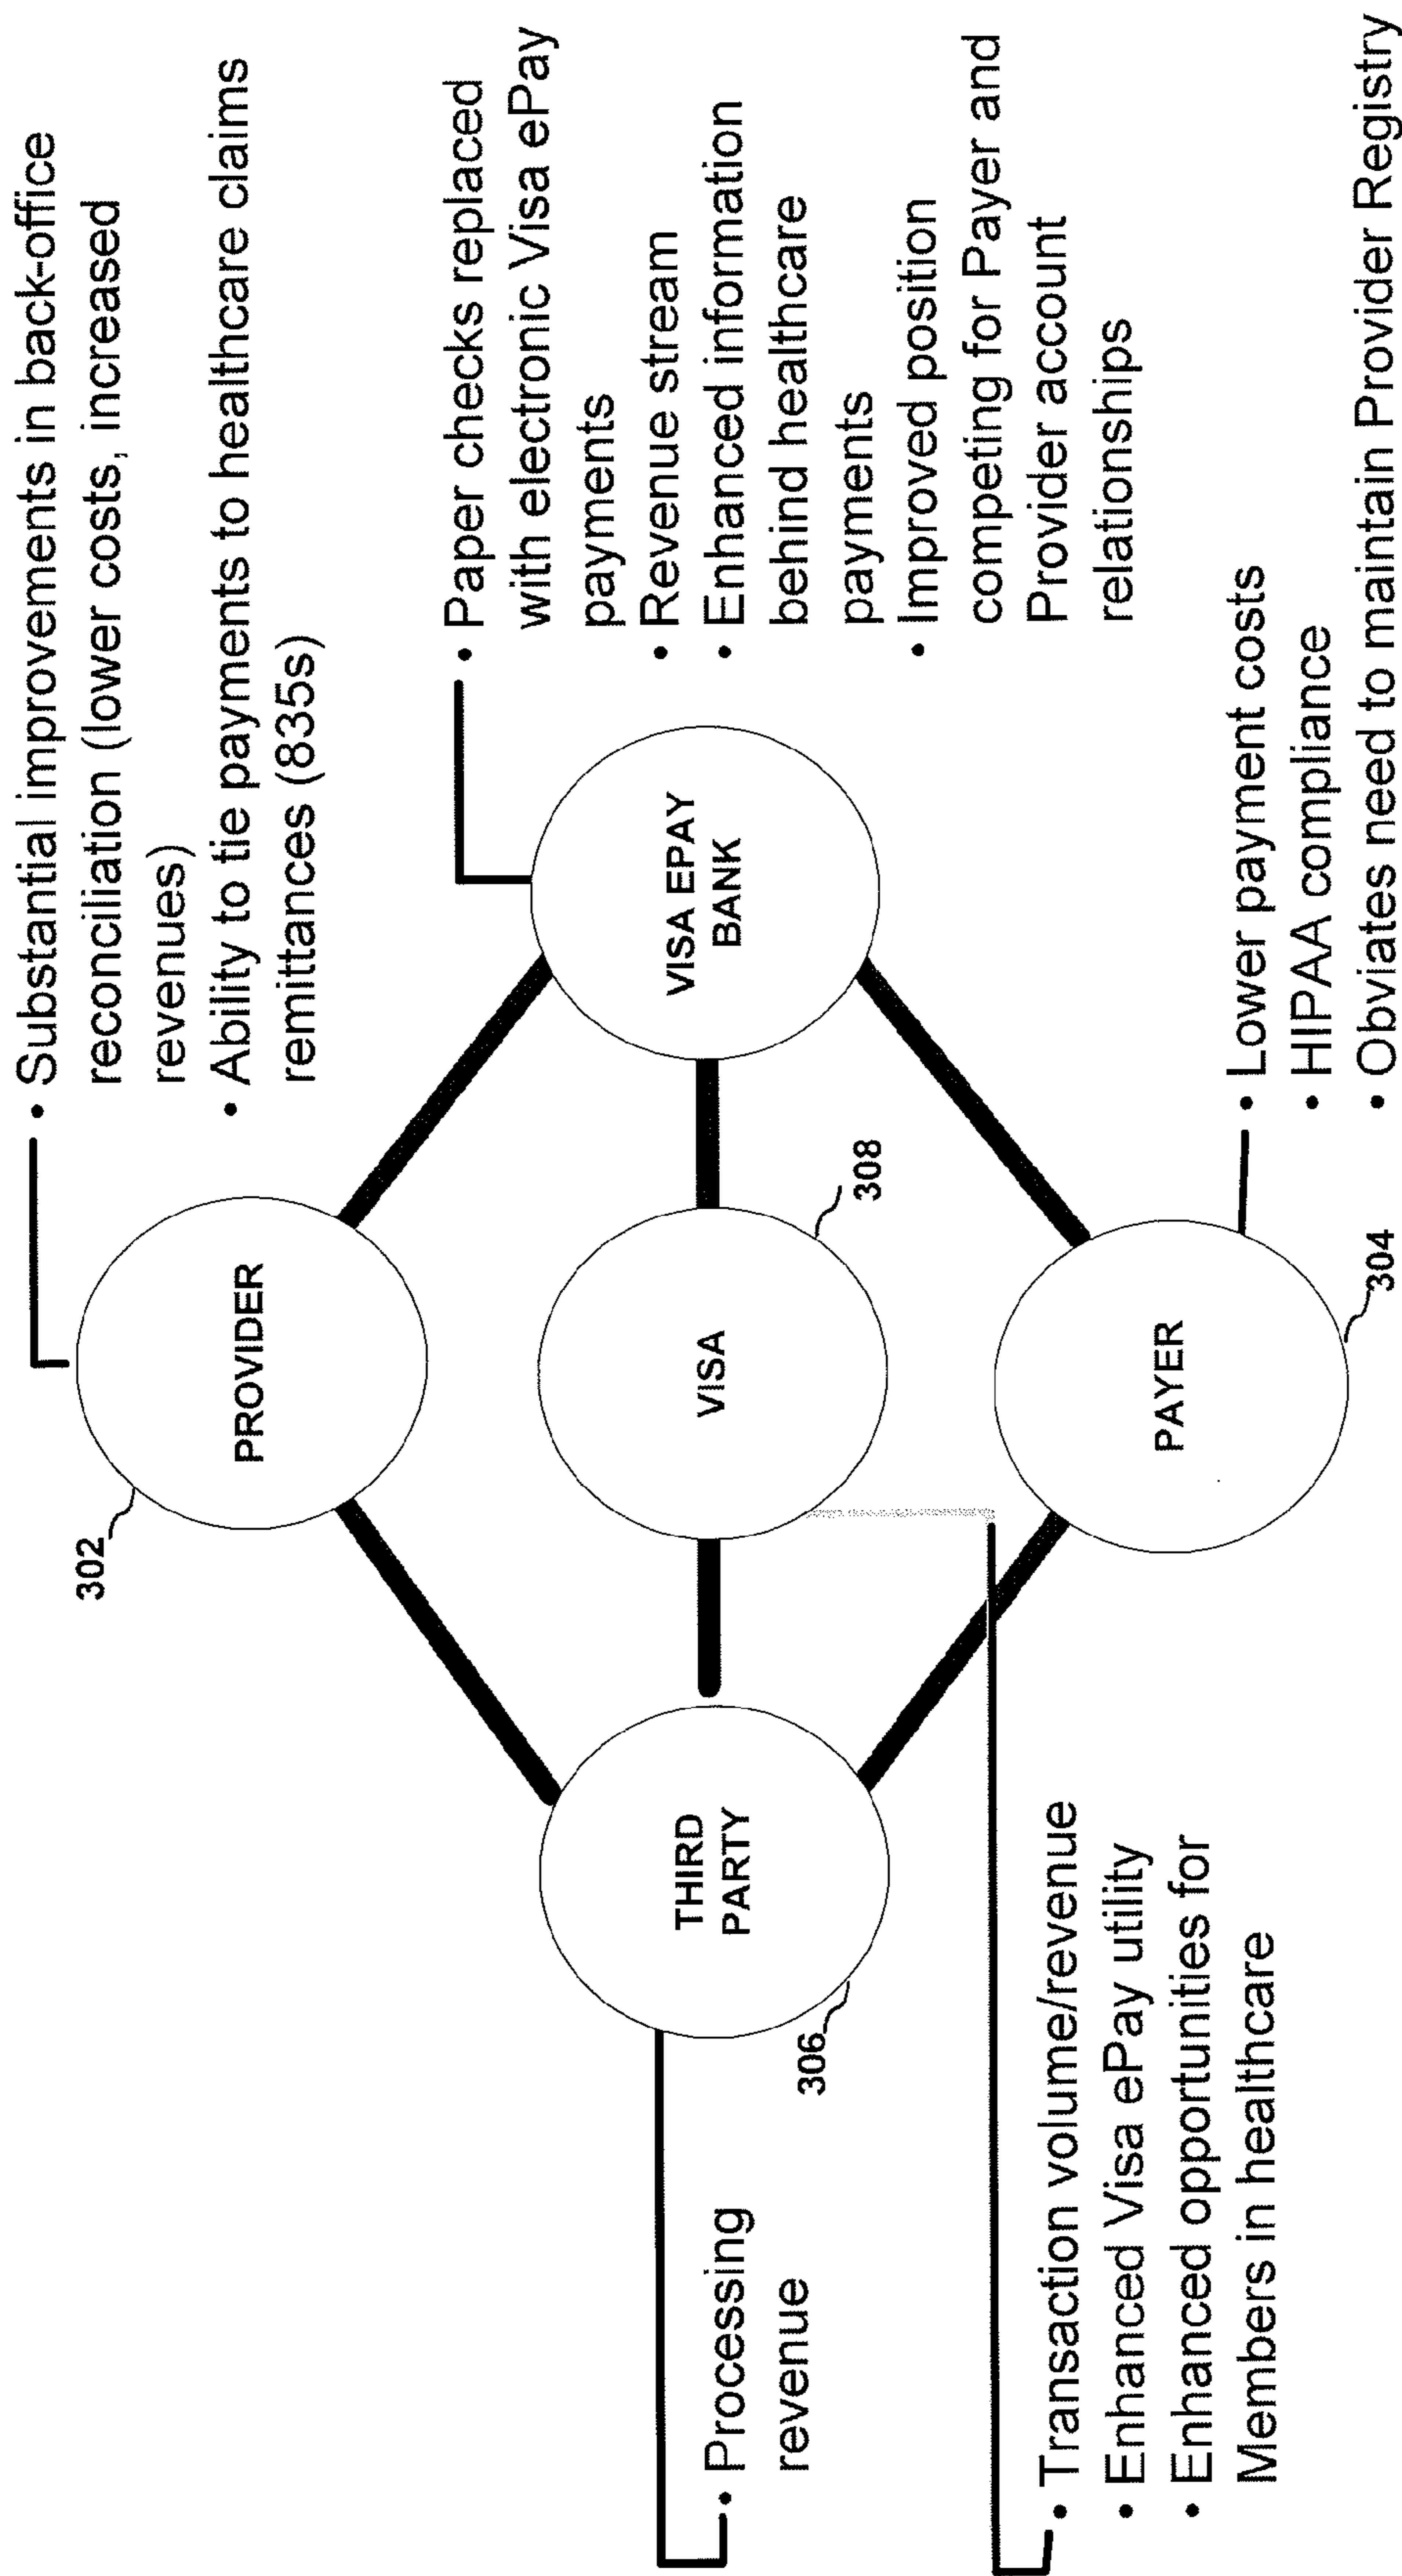 • Substantial improvements in back-office
reconciliation (lower costs, increased
revenues)
• Ability to tie payments to healthcare claims
remittances (835s)
302
PROVIDER
• Paper checks replaced
with electronic Visa ePay
payments
• Revenue stream
• Enhanced information
behind healthcare
payments
• Improved position
competing for Payer and
Provider account
relationships
• Processing
revenue
THIRD
PARTY
306
VISA
308
VISA EPAY
BANK
• Transaction volume/revenue
• Enhanced Visa ePay utility
• Enhanced opportunities for
Members in healthcare
PAYER
304
• Lower payment costs
• HIPAA compliance
• Obviates need to maintain Provider Registry